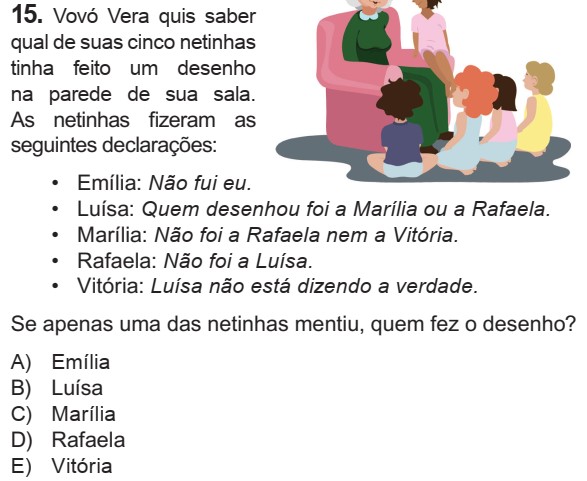 15. Vovó Vera quis saber
qual de suas cinco netinhas
tinha feito um desenho
na parede de sua sala.
As netinhas fizeram as
seguintes declarações:
• Emília: Não fui eu.
• Luísa: Quem desenhou foi a Marília ou a Rafaela.
• Marília: Não foi a Rafaela nem a Vitória.
• Rafaela: Não foi a Luísa.
• Vitória: Luísa não está dizendo a verdade.
Se apenas uma das netinhas mentiu, quem fez o desenho?
A) Emília
B) Luísa
C) Marília
D) Rafaela
E) Vitória